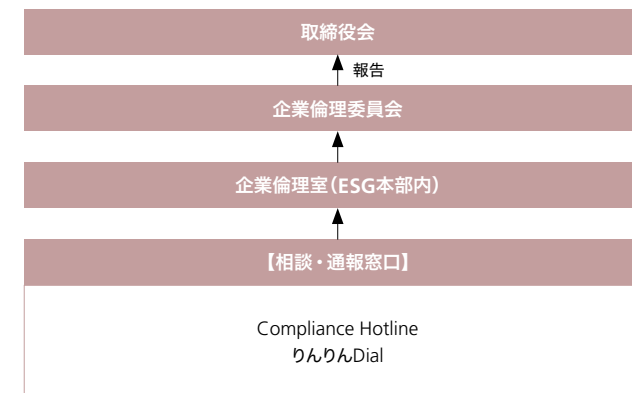 取締役会
報告
企業倫理委員会
企業倫理室（ESG本部内）
【相談・通報窓口】
Compliance Hotline
りんりんDial